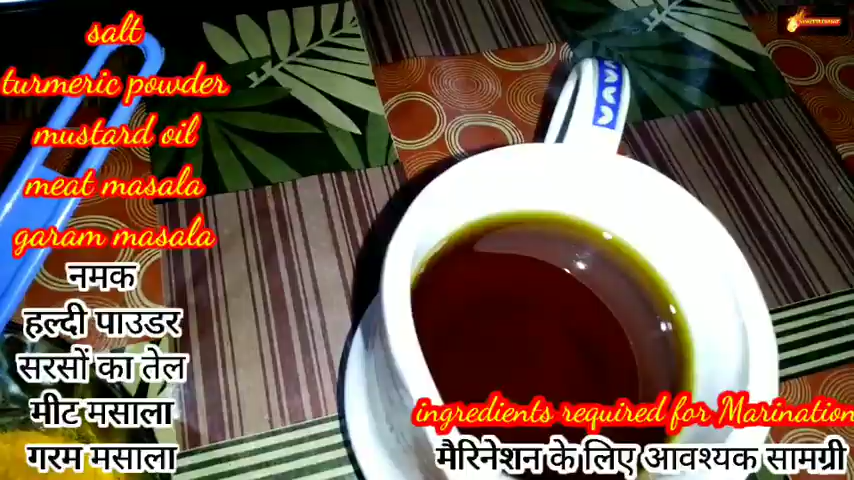 salt
turmeric powder
mustard oil
meat masala
garam masala
नमक
हल्दी पाउडर
सरसों का तेल
मीट मसाला
गरम मसाला
ingredients required for Marination
मैरिनेशन के लिए आवश्यक सामग्री